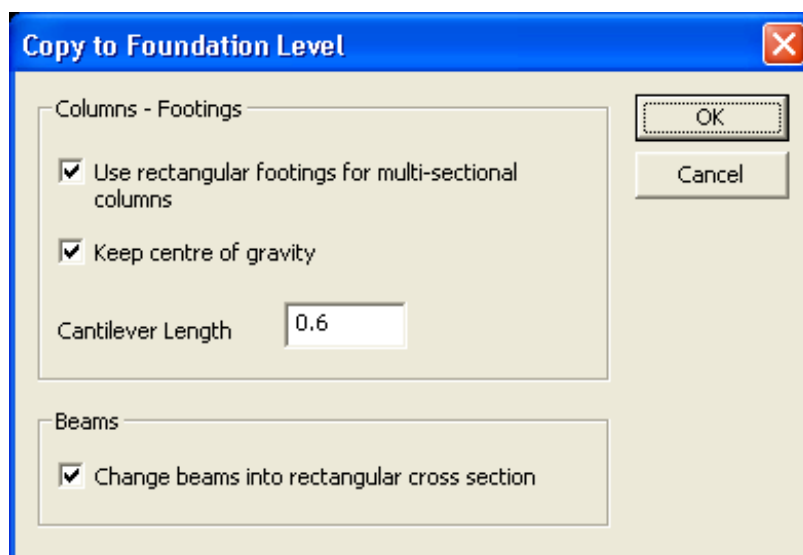 Copy to Foundation Level
Columns - Footings
OK
Use rectangular footings for multi-sectional
columns
Cancel
Keep centre of gravity
Cantilever Length 0.6
Beams
Change beams into rectangular cross section